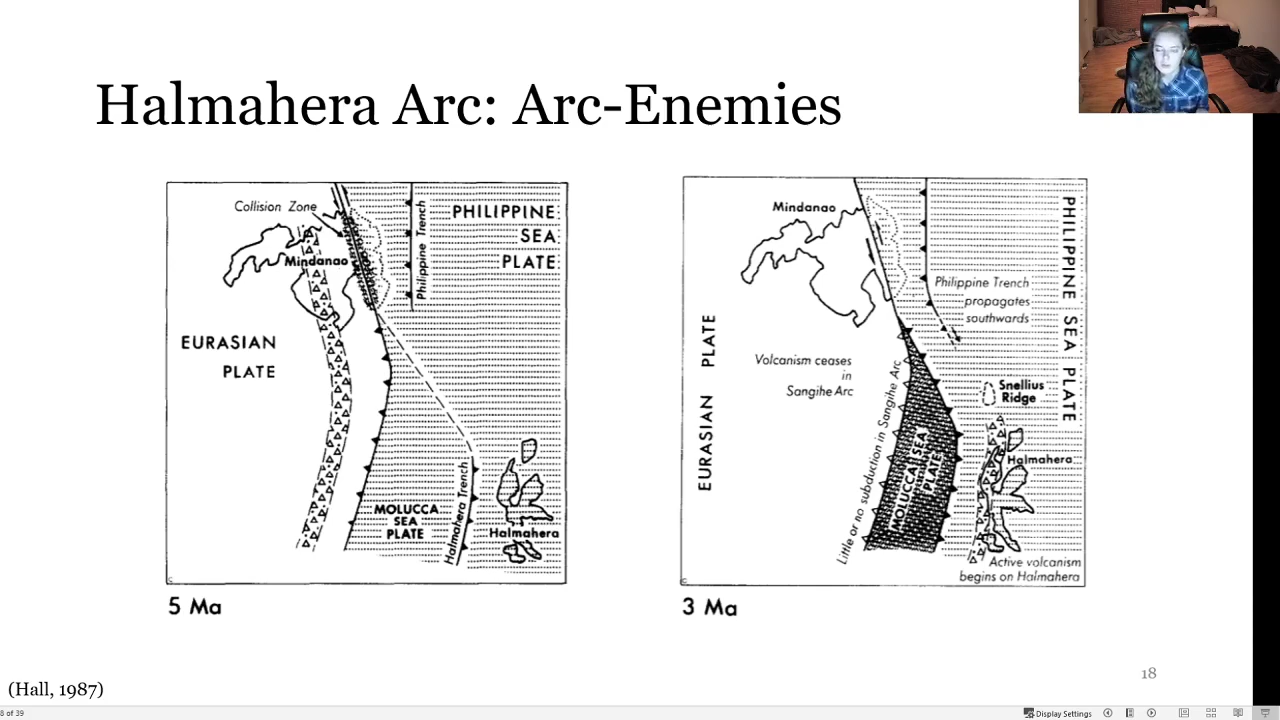 Halmahera Arc: Arc-Enemies
Collision Zone
Mindanao
Philippine Trench
PHILIPPINE
SEA
PLATE
EURASIAN
PLATE
MOLUCCA
SEA
PLATE
Halmahera Trench
Halmahera
5 Ma
Mindanao
PHILIPPINE SEA PLATE
Philippine Trench
propagates
southwards
EURASIAN PLATE
Volcanism ceases
in
Sangihe Arc
Little or no subduction in Sangihe Arc
MOLUCCA SEA
PLATE
Snellius
Ridge
Halmahera
Active volcanism
begins on Halmahera
3 Ma
18
(Hall, 1987)
8 of 39
Display Settings